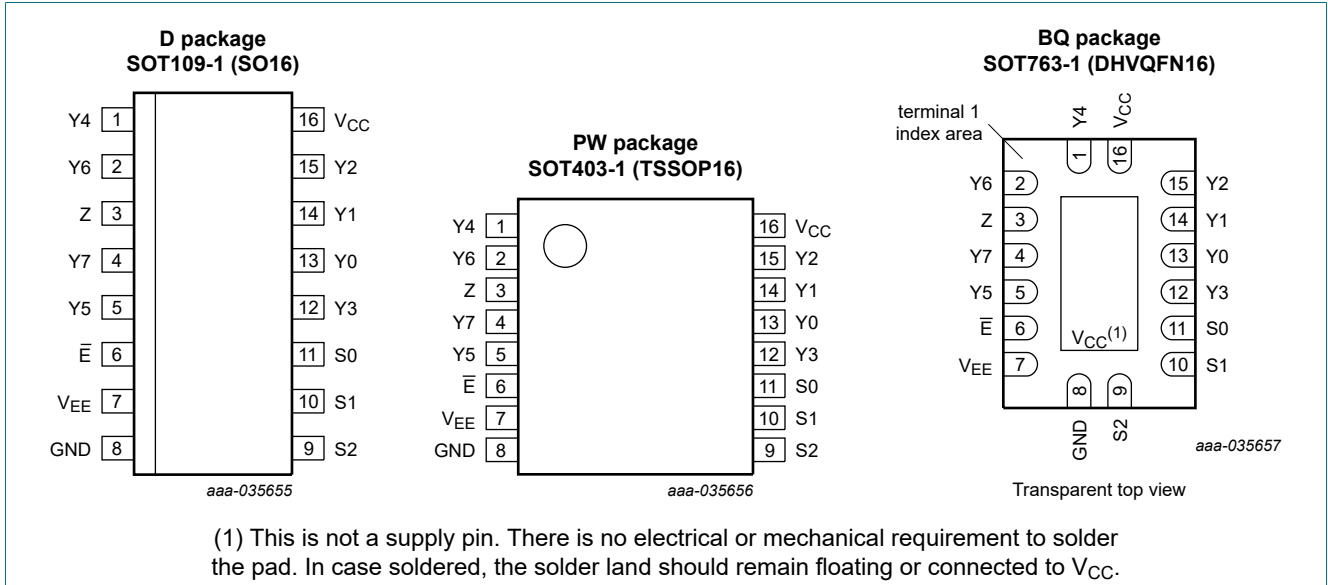 D package
SOT109-1 (SO16)
Y4 1
16 VCC
Y6 2
15 Y2
Z 3
14 Y1
Y7 4
13 Y0
Y5 5
12 Y3
E̅ 6
11 S0
VEE 7
10 S1
GND 8
9 S2
aaa-035655
PW package
SOT403-1 (TSSOP16)
Y4 1
16 VCC
Y6 2
15 Y2
Z 3
14 Y1
Y7 4
13 Y0
Y5 5
12 Y3
E̅ 6
11 S0
VEE 7
10 S1
GND 8
9 S2
aaa-035656
BQ package
SOT763-1 (DHVQFN16)
terminal 1
index area
Y4
VCC
1
16
Y6 2
15 Y2
Z 3
14 Y1
Y7 4
13 Y0
Y5 5
12 Y3
E̅ 6
11 S0
VCC(1)
VEE 7
10 S1
8
9
GND
S2
aaa-035657
Transparent top view
(1) This is not a supply pin. There is no electrical or mechanical requirement to solder
the pad. In case soldered, the solder land should remain floating or connected to VCC.